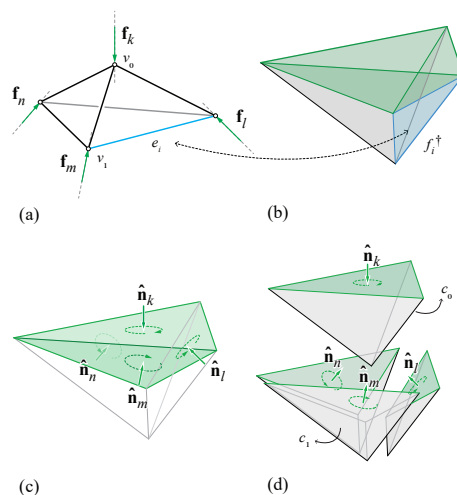 f_k
v_0
f_n
f_l
f_m
v_1
e_i
f_i^†
(a)
(b)
n̂_k
n̂_n
n̂_l
n̂_m
(c)
n̂_k
c_0
n̂_n
n̂_l
n̂_m
c_1
(d)